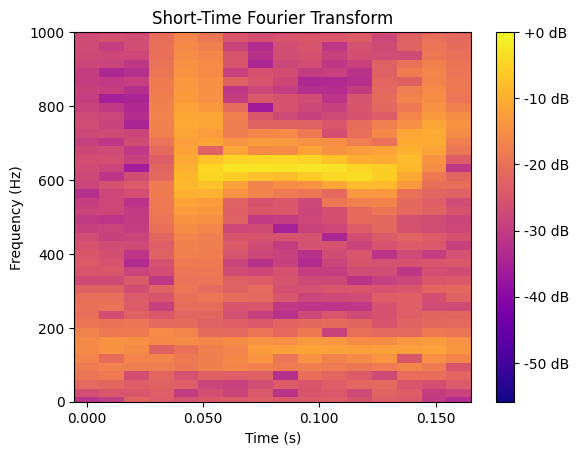 Short-Time Fourier Transform
1000
800
600
400
200
0
Frequency (Hz)
0.000
0.050
0.100
0.150
Time (s)
+0 dB
-10 dB
-20 dB
-30 dB
-40 dB
-50 dB